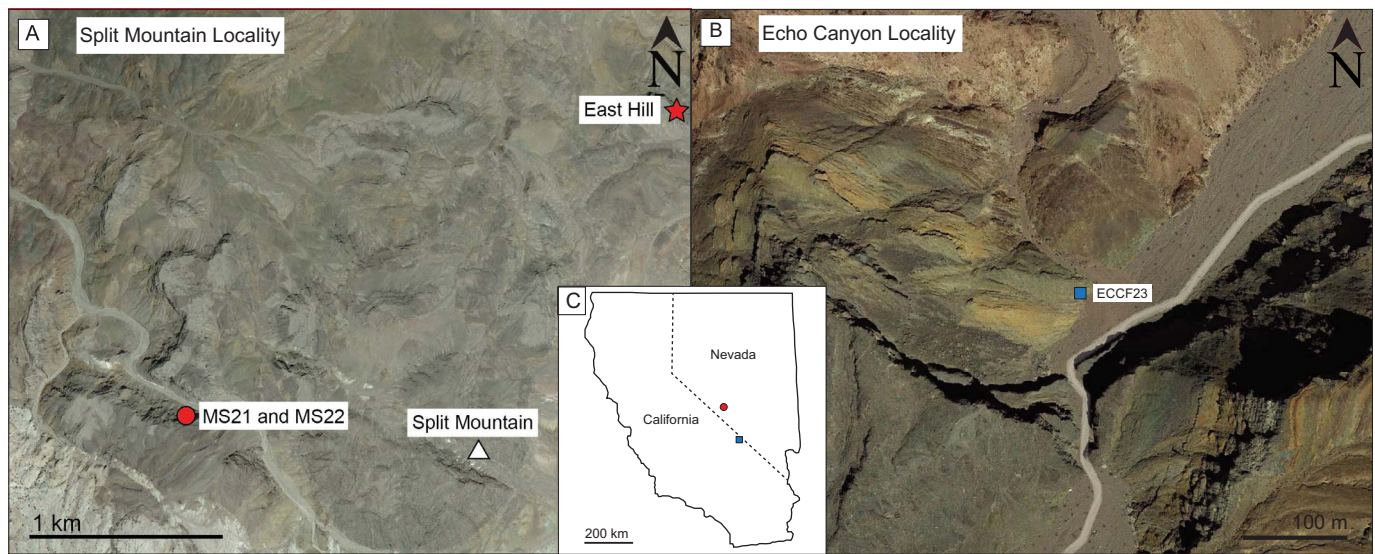 A
Split Mountain Locality
N
East Hill
MS21 and MS22
Split Mountain
1 km
B
Echo Canyon Locality
N
ECCF23
100 m
C
Nevada
California
200 km